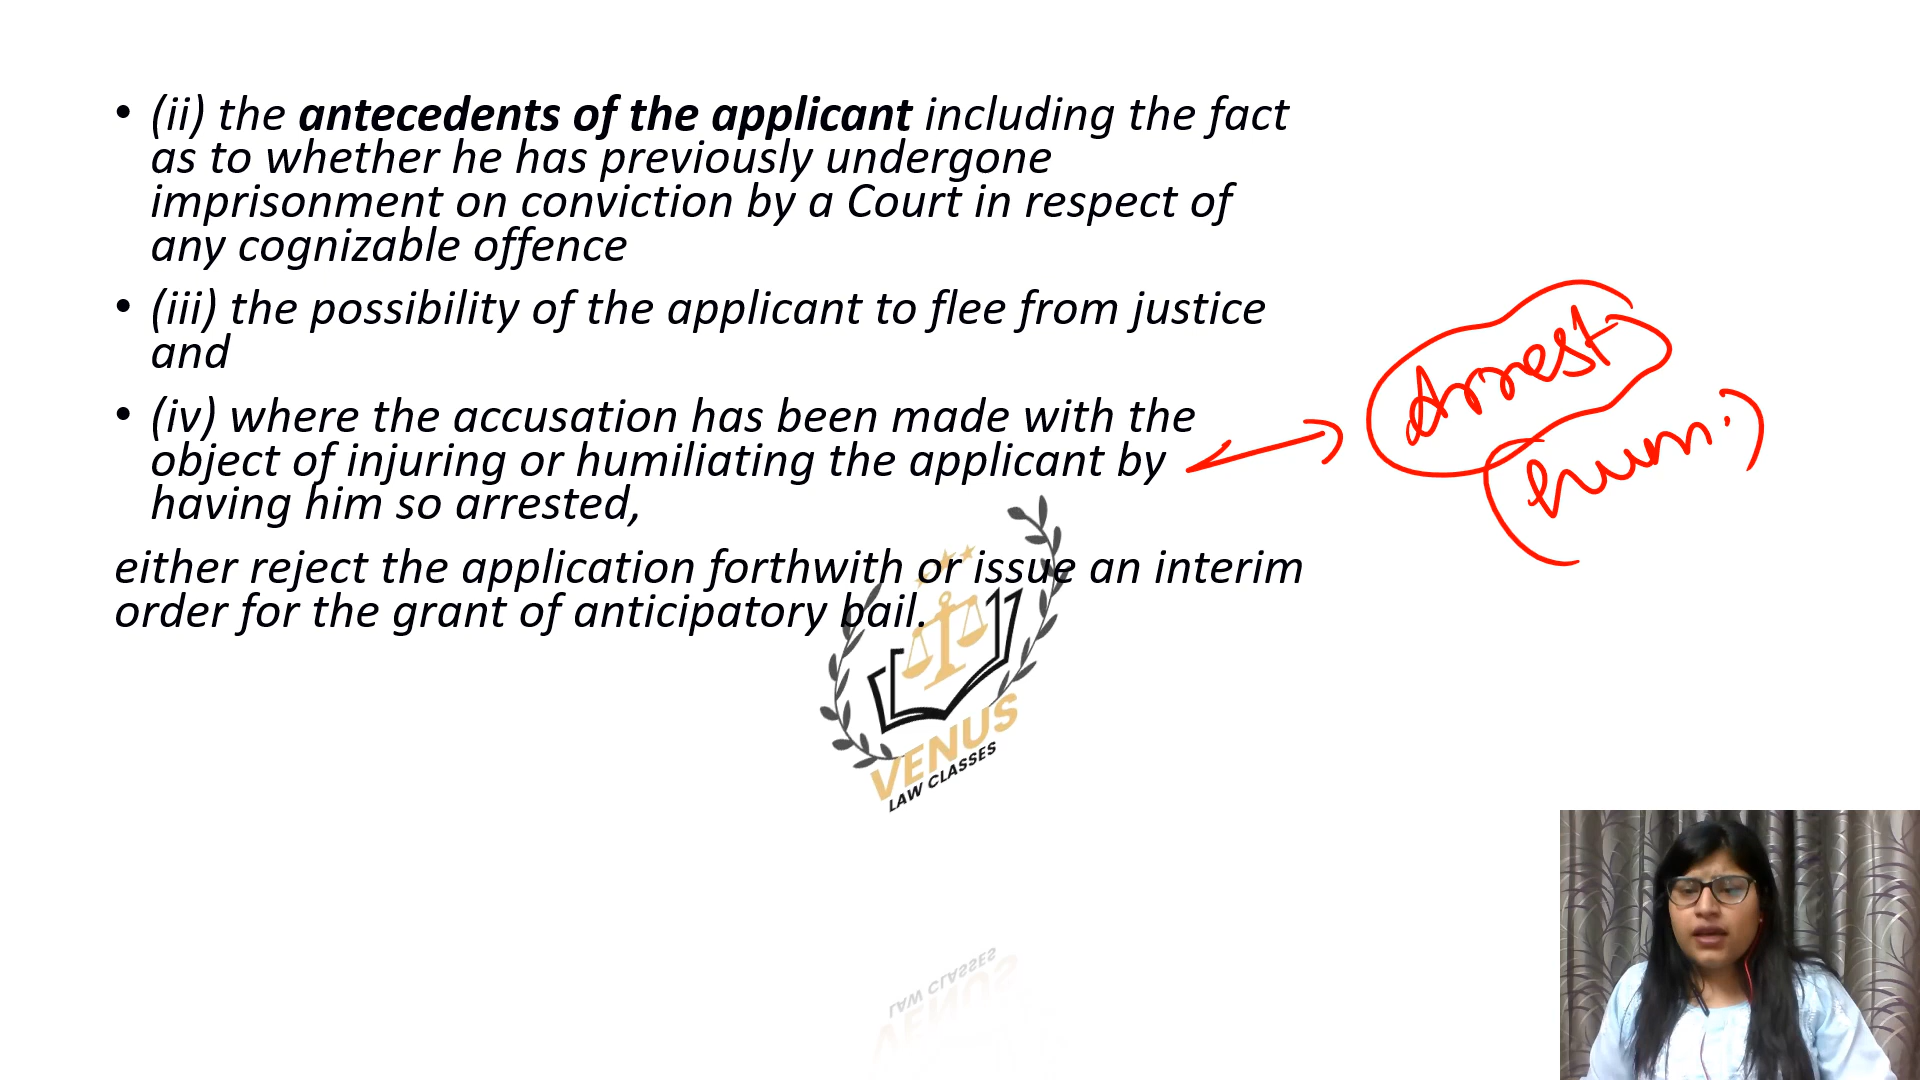 • (ii) the antecedents of the applicant including the fact
as to whether he has previously undergone
imprisonment on conviction by a Court in respect of
any cognizable offence
• (iii) the possibility of the applicant to flee from justice
and
• (iv) where the accusation has been made with the
object of injuring or humiliating the applicant by
having him so arrested,
either reject the application forthwith or issue an interim
order for the grant of anticipatory bail.
Arrest
hum.
VENUS
LAW CLASSES
LAW CLASSES
VENUS